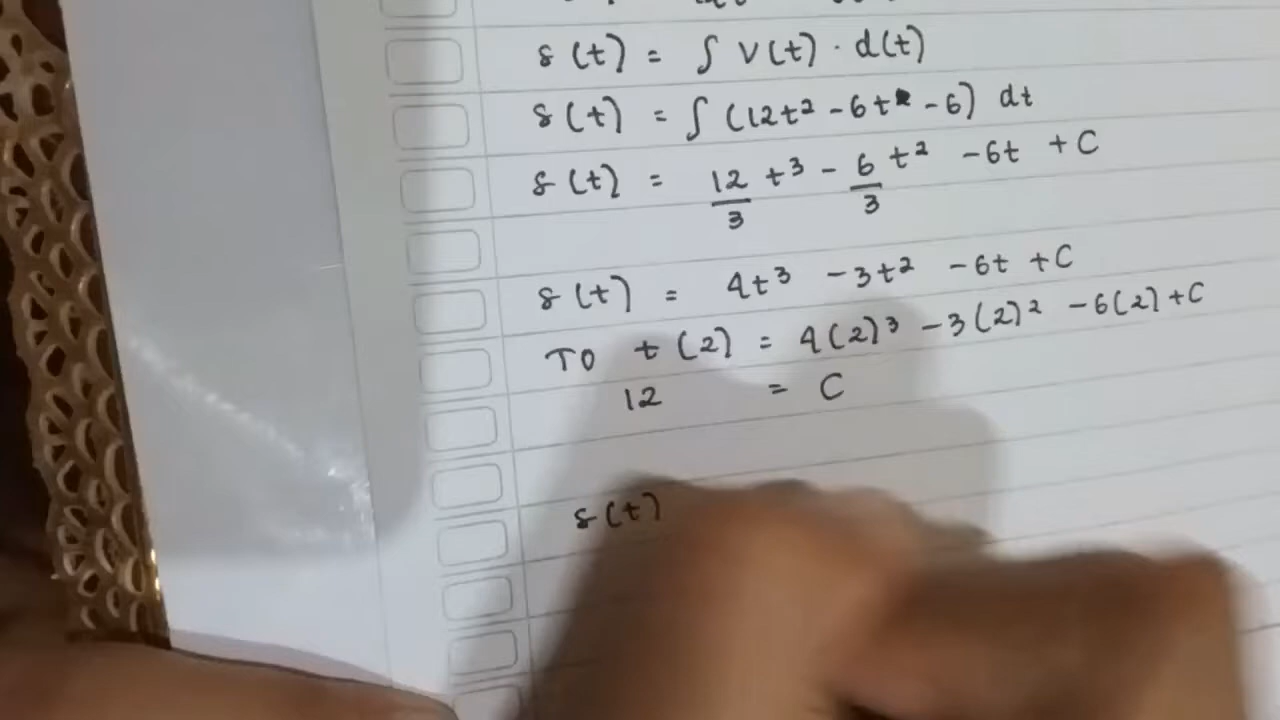 s(t) = ∫ v(t) · d(t)
s(t) = ∫ (12t² - 6t - 6) dt
s(t) = 12/3 t³ - 6/3 t² - 6t + C
s(t) = 4t³ - 3t² - 6t + C
TO t(2) = 4(2)³ - 3(2)² - 6(2) + C
12 = C
s(t)